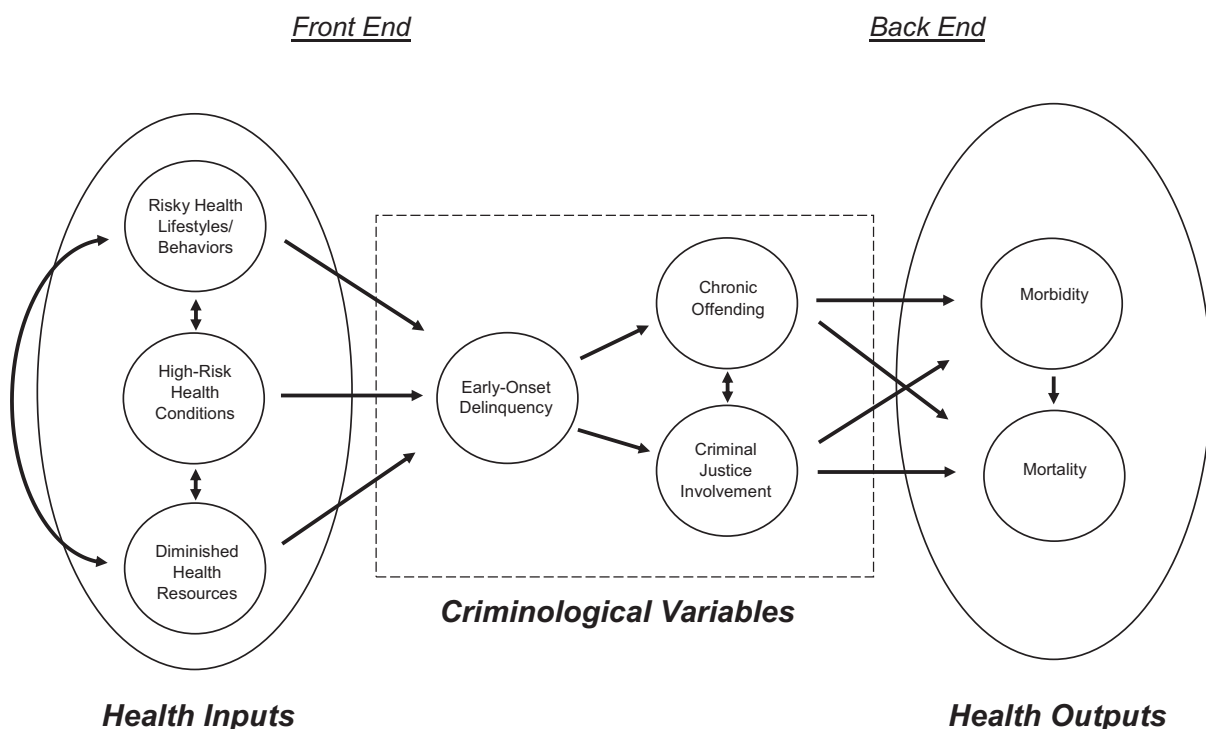 Front End
Back End
Risky Health
Lifestyles/
Behaviors
High-Risk
Health
Conditions
Diminished
Health
Resources
Early-Onset
Delinquency
Chronic
Offending
Criminal
Justice
Involvement
Morbidity
Mortality
Criminological Variables
Health Inputs
Health Outputs